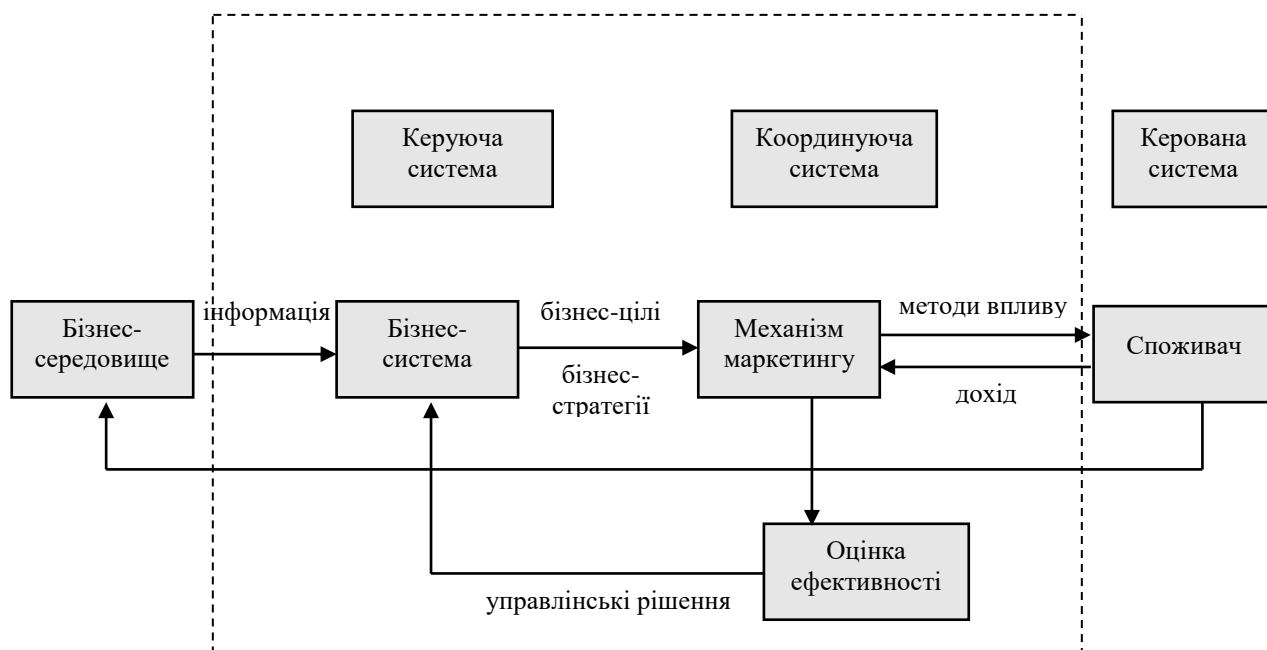 Керуюча
система
Координуюча
система
Керована
система
Бізнес-
середовище
інформація
Бізнес-
система
бізнес-цілі
бізнес-
стратегії
Механізм
маркетингу
методи впливу
дохід
Споживач
Оцінка
ефективності
управлінські рішення